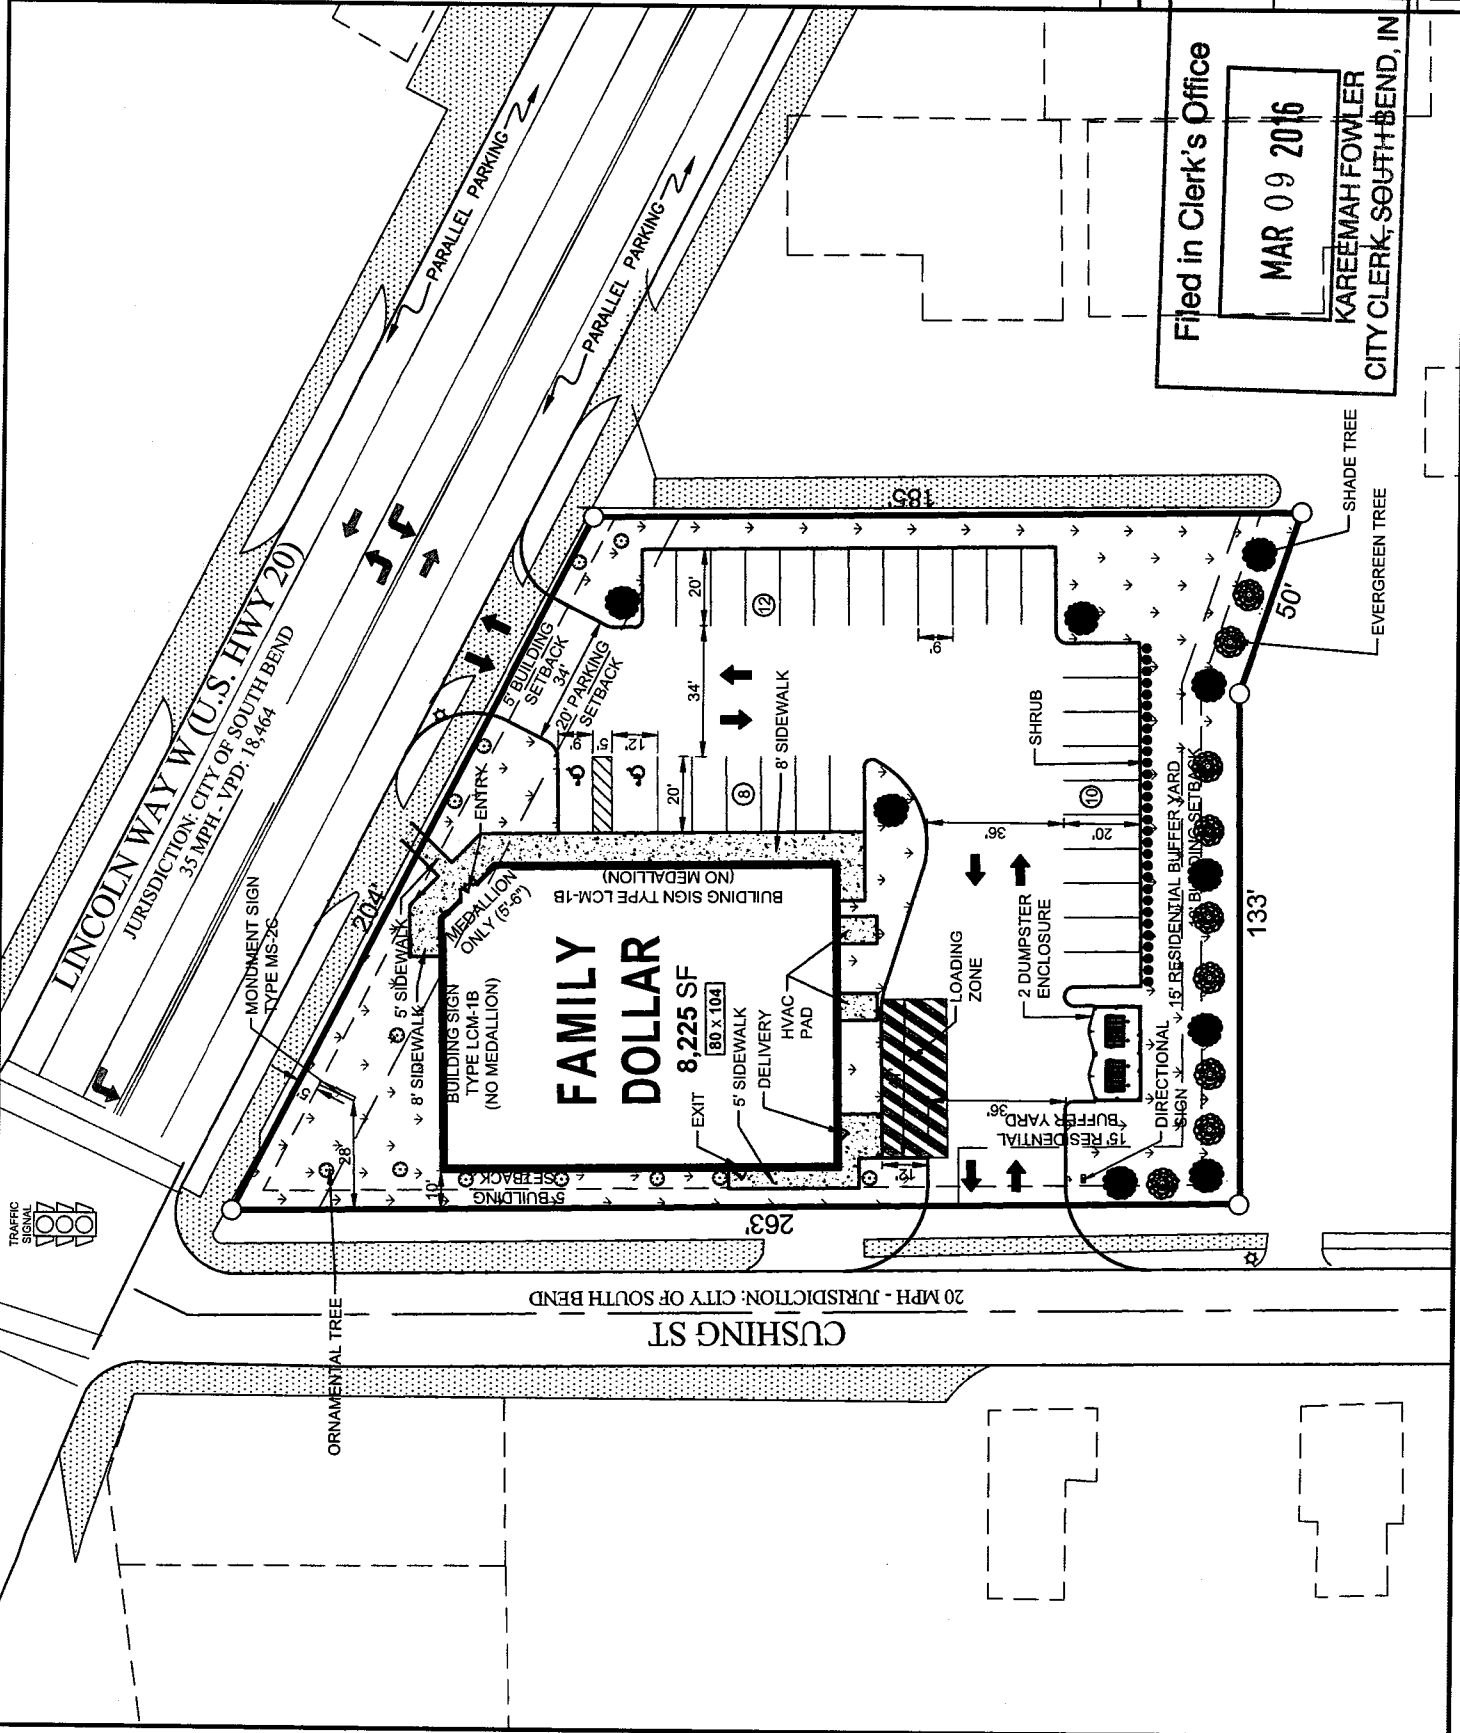 TRAFFIC
SIGNAL
LINCOLN WAY W (U.S. HWY 20)
JURISDICTION: CITY OF SOUTH BEND
35 MPH - VPD: 18,464
PARALLEL PARKING
PARALLEL PARKING
MONUMENT SIGN
TYPE MS-2C
ORNAMENTAL TREE
204'
5'
28'
10'
5' SIDEWALK
8' SIDEWALK
BUILDING SIGN
TYPE LCM-1B
(NO MEDALLION)
MEDALLION
ONLY (5'-6")
ENTRY
5' BUILDING
SETBACK
34'
20' PARKING
SETBACK
9'
5'
12'
20'
34'
20'
12
8
9'
8' SIDEWALK
BUILDING SIGN TYPE LCM-1B
(NO MEDALLION)
FAMILY
DOLLAR
8,225 SF
80 x 104
EXIT
5' SIDEWALK
DELIVERY
HVAC
PAD
5' BUILDING
SETBACK
LOADING
ZONE
2 DUMPSTER
ENCLOSURE
12'
36'
36'
20'
10
SHRUB
15' RESIDENTIAL
BUFFER YARD
DIRECTIONAL
SIGN
15' RESIDENTIAL BUFFER YARD
BUILDING SETBACK
185'
50'
133'
263'
SHADE TREE
EVERGREEN TREE
CUSHING ST
20 MPH - JURISDICTION: CITY OF SOUTH BEND
Filed in Clerk's Office
MAR 09 2016
KAREEMAH FOWLER
CITY CLERK, SOUTH BEND, IN